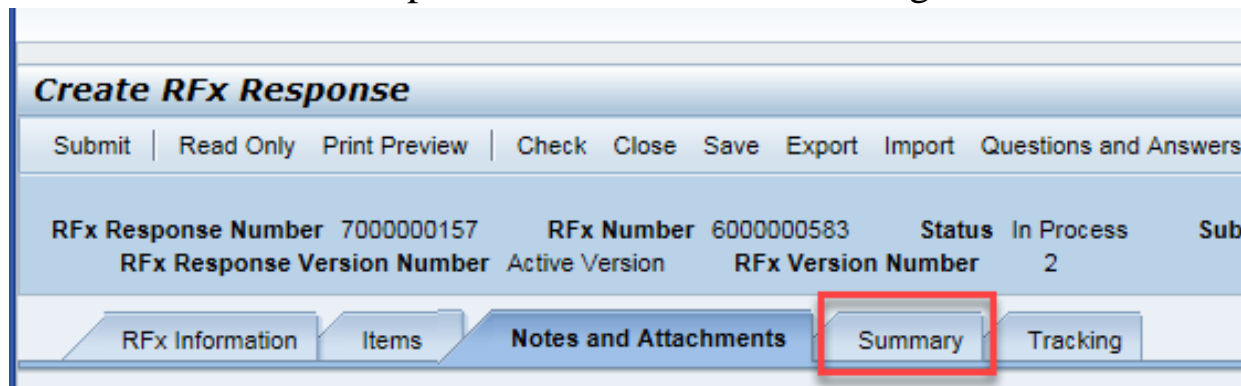 Create RFx Response
Submit Read Only Print Preview Check Close Save Export Import Questions and Answers
RFx Response Number 7000000157 RFx Number 6000000583 Status In Process Sub
RFx Response Version Number Active Version RFx Version Number 2
RFx Information Items Notes and Attachments Summary Tracking